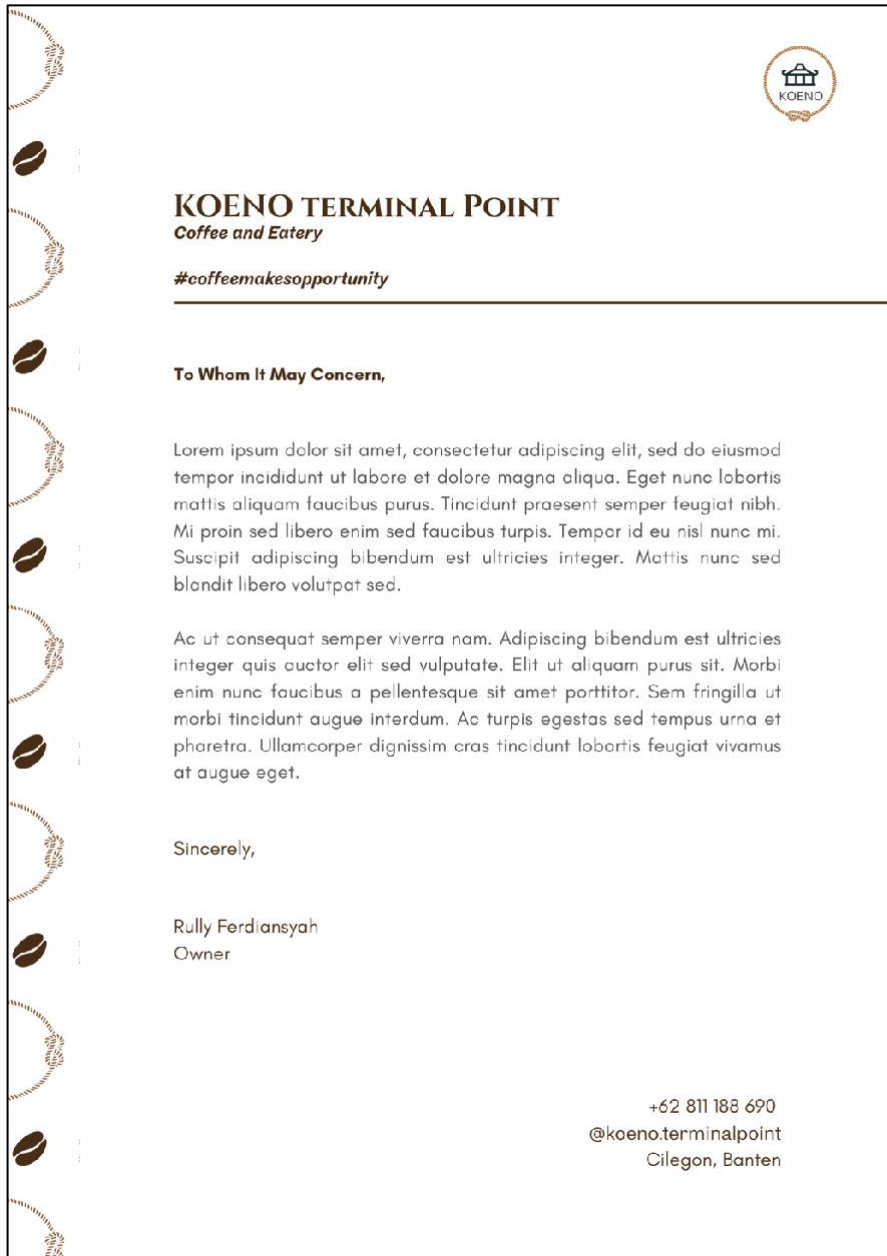 KOENO
KOENO TERMINAL POINT
Coffee and Eatery
#coffeemakesopportunity
To Whom It May Concern,
Lorem ipsum dolor sit amet, consectetur adipiscing elit, sed do eiusmod
tempor incididunt ut labore et dolore magna aliqua. Eget nunc lobortis
mattis aliquam faucibus purus. Tincidunt praesent semper feugiat nibh.
Mi proin sed libero enim sed faucibus turpis. Tempor id eu nisl nunc mi.
Suscipit adipiscing bibendum est ultricies integer. Mattis nunc sed
blandit libero volutpat sed.
Ac ut consequat semper viverra nam. Adipiscing bibendum est ultricies
integer quis auctor elit sed vulputate. Elit ut aliquam purus sit. Morbi
enim nunc faucibus a pellentesque sit amet porttitor. Sem fringilla ut
morbi tincidunt augue interdum. Ac turpis egestas sed tempus urna et
pharetra. Ullamcorper dignissim cras tincidunt lobortis feugiat vivamus
at augue eget.
Sincerely,
Rully Ferdiansyah
Owner
+62 811 188 690
@koeno.terminalpoint
Cilegon, Banten